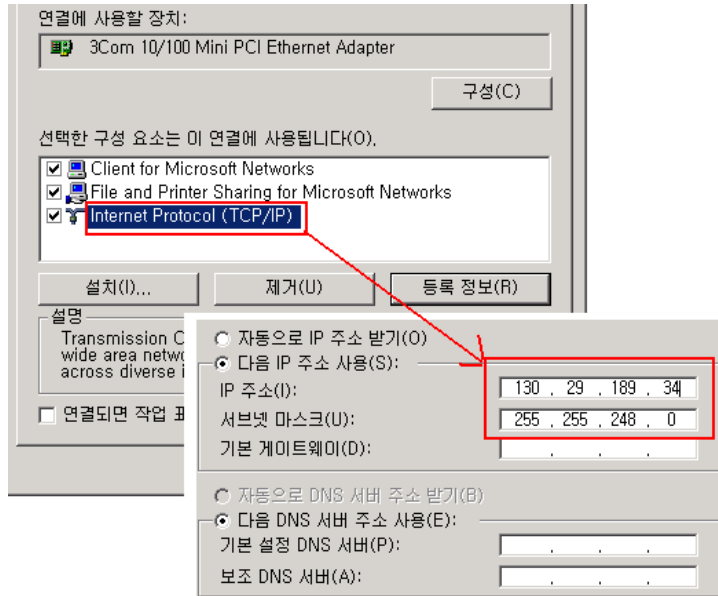 연결에 사용할 장치:
3Com 10/100 Mini PCI Ethernet Adapter
구성(C)
선택한 구성 요소는 이 연결에 사용됩니다(O).
Client for Microsoft Networks
File and Printer Sharing for Microsoft Networks
Internet Protocol (TCP/IP)
설치(I)... 제거(U) 등록 정보(R)
설명
Transmission C
wide area netwo
across diverse i
연결되면 작업 표
자동으로 IP 주소 받기(O)
다음 IP 주소 사용(S):
IP 주소(I): 130 . 29 . 189 . 34
서브넷 마스크(U): 255 . 255 . 248 . 0
기본 게이트웨이(D): . . .
자동으로 DNS 서버 주소 받기(B)
다음 DNS 서버 주소 사용(E):
기본 설정 DNS 서버(P): . . .
보조 DNS 서버(A): . . .